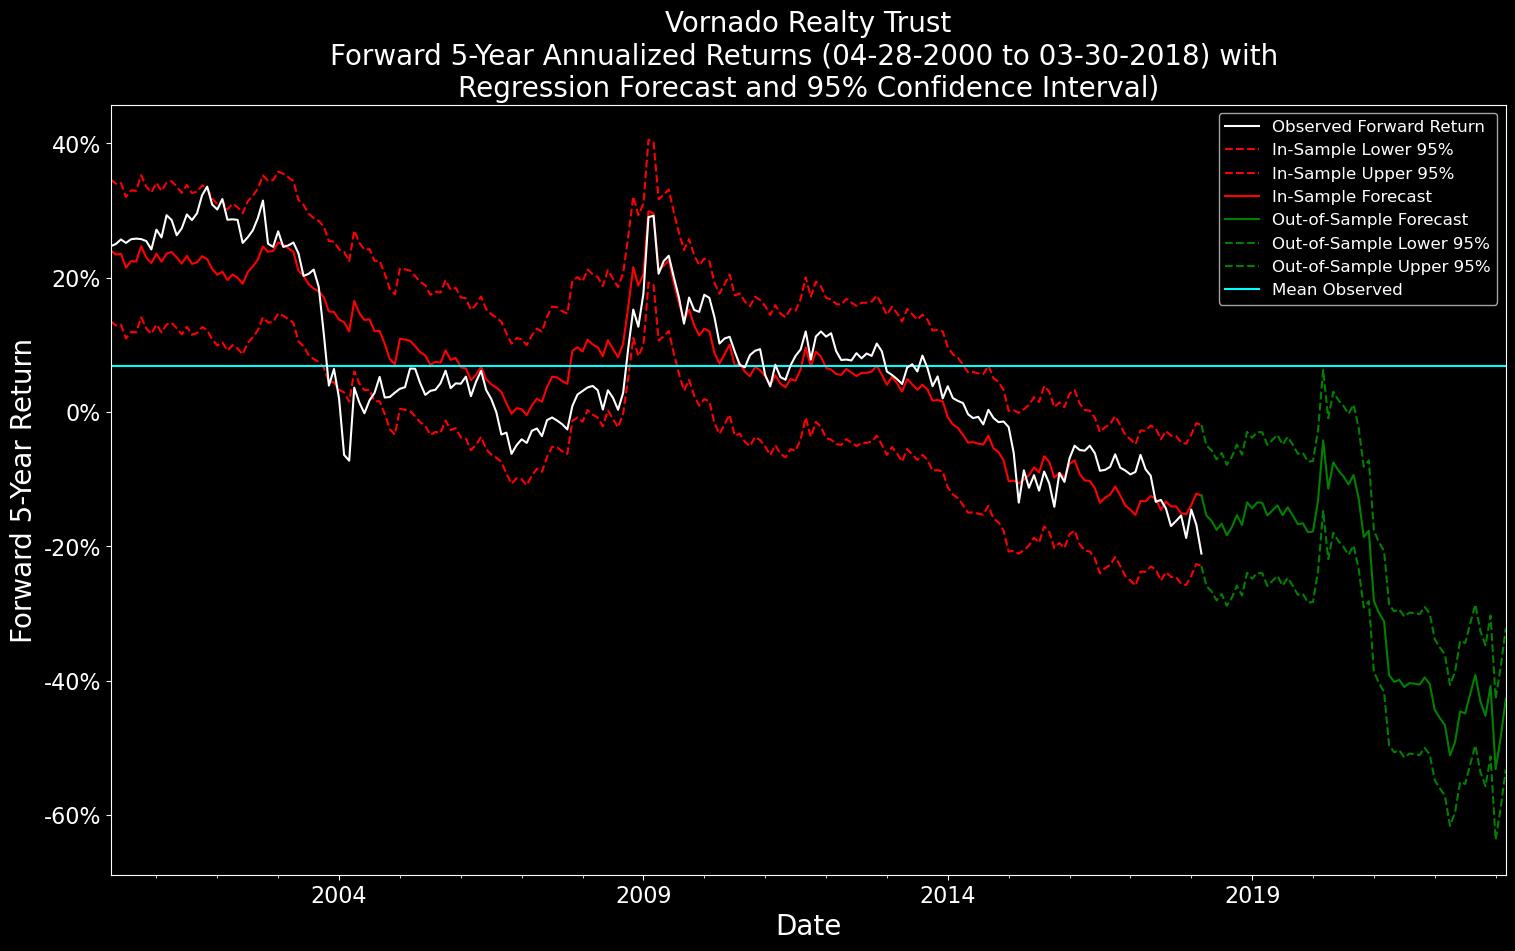 Vornado Realty Trust
Forward 5-Year Annualized Returns (04-28-2000 to 03-30-2018) with
Regression Forecast and 95% Confidence Interval)
Observed Forward Return
In-Sample Lower 95%
In-Sample Upper 95%
In-Sample Forecast
Out-of-Sample Forecast
Out-of-Sample Lower 95%
Out-of-Sample Upper 95%
Mean Observed
Forward 5-Year Return
40%
20%
0%
-20%
-40%
-60%
2004
2009
2014
2019
Date